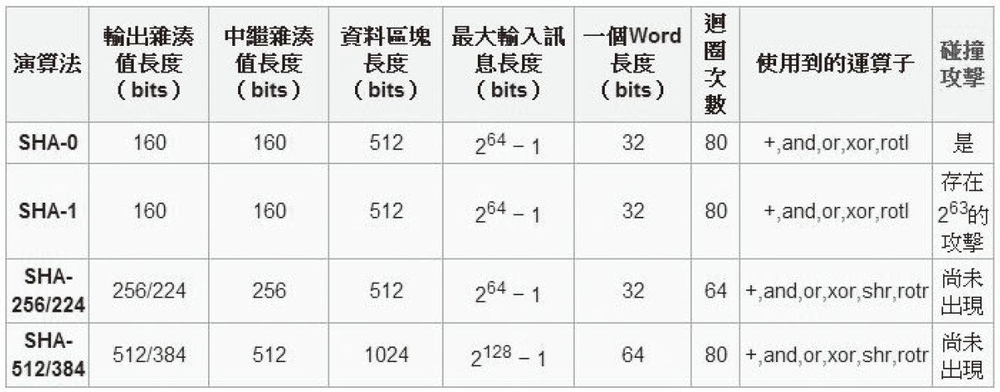 演算法 輸出雜湊值長度（bits） 中繼雜湊值長度（bits） 資料區塊長度（bits） 最大輸入訊息長度（bits） 一個Word長度（bits） 迴圈次數 使用到的運算子 碰撞攻擊
SHA-0 160 160 512 2^64 − 1 32 80 +,and,or,xor,rotl 是
SHA-1 160 160 512 2^64 − 1 32 80 +,and,or,xor,rotl 存在2^63的攻擊
SHA-256/224 256/224 256 512 2^64 − 1 32 64 +,and,or,xor,shr,rotr 尚未出現
SHA-512/384 512/384 512 1024 2^128 − 1 64 80 +,and,or,xor,shr,rotr 尚未出現